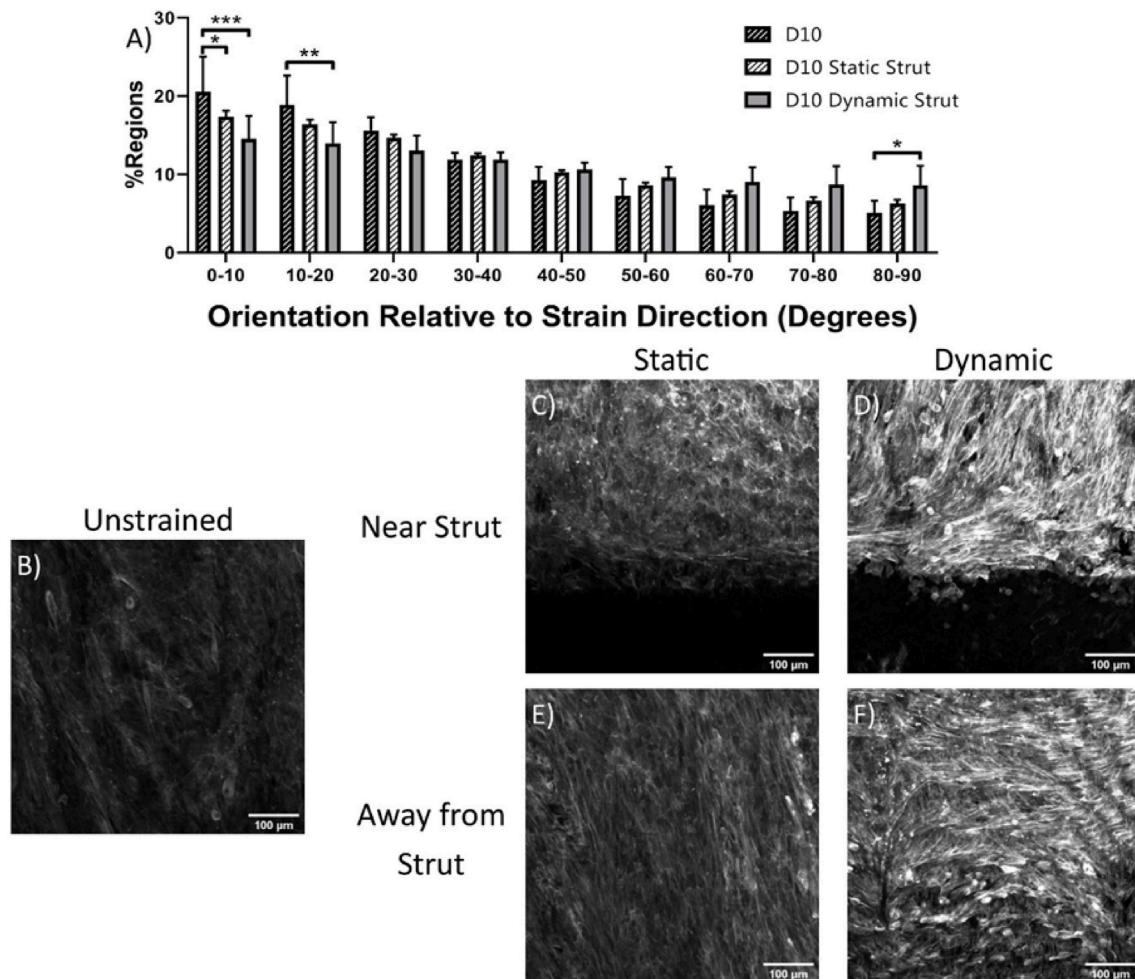 A)
30
20
10
0
%Regions
***
*
**
*
D10
D10 Static Strut
D10 Dynamic Strut
0-10 10-20 20-30 30-40 40-50 50-60 60-70 70-80 80-90
Orientation Relative to Strain Direction (Degrees)
Static Dynamic
C) D)
Near Strut
100 µm 100 µm
Unstrained
B)
100 µm
E) F)
Away from
Strut
100 µm 100 µm